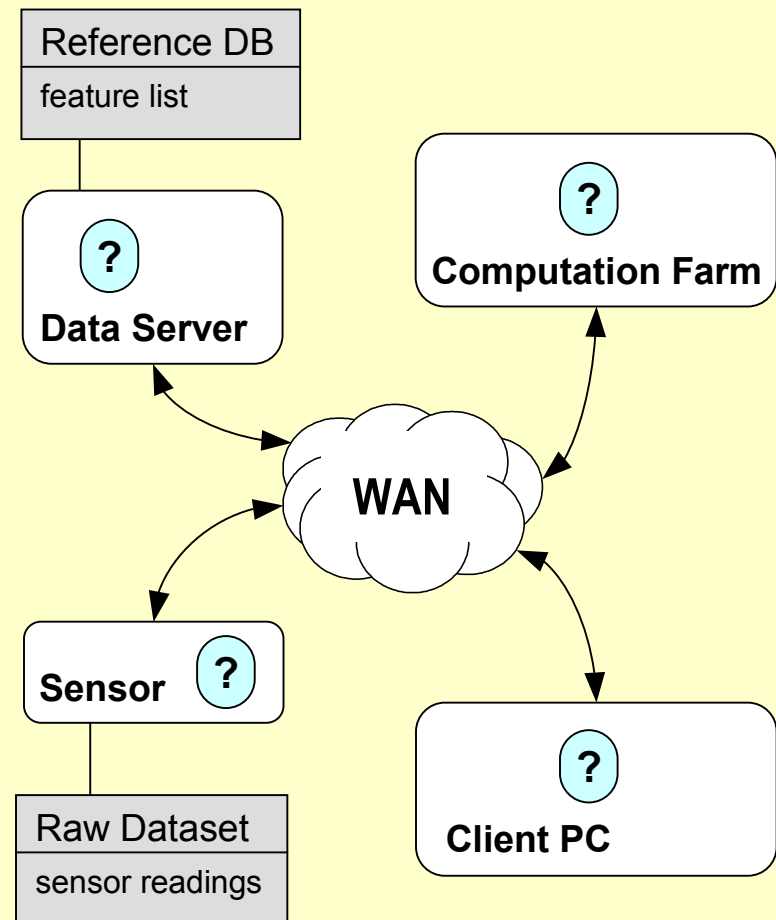 Reference DB
feature list
?
Data Server
?
Computation Farm
WAN
Sensor ?
Raw Dataset
sensor readings
?
Client PC